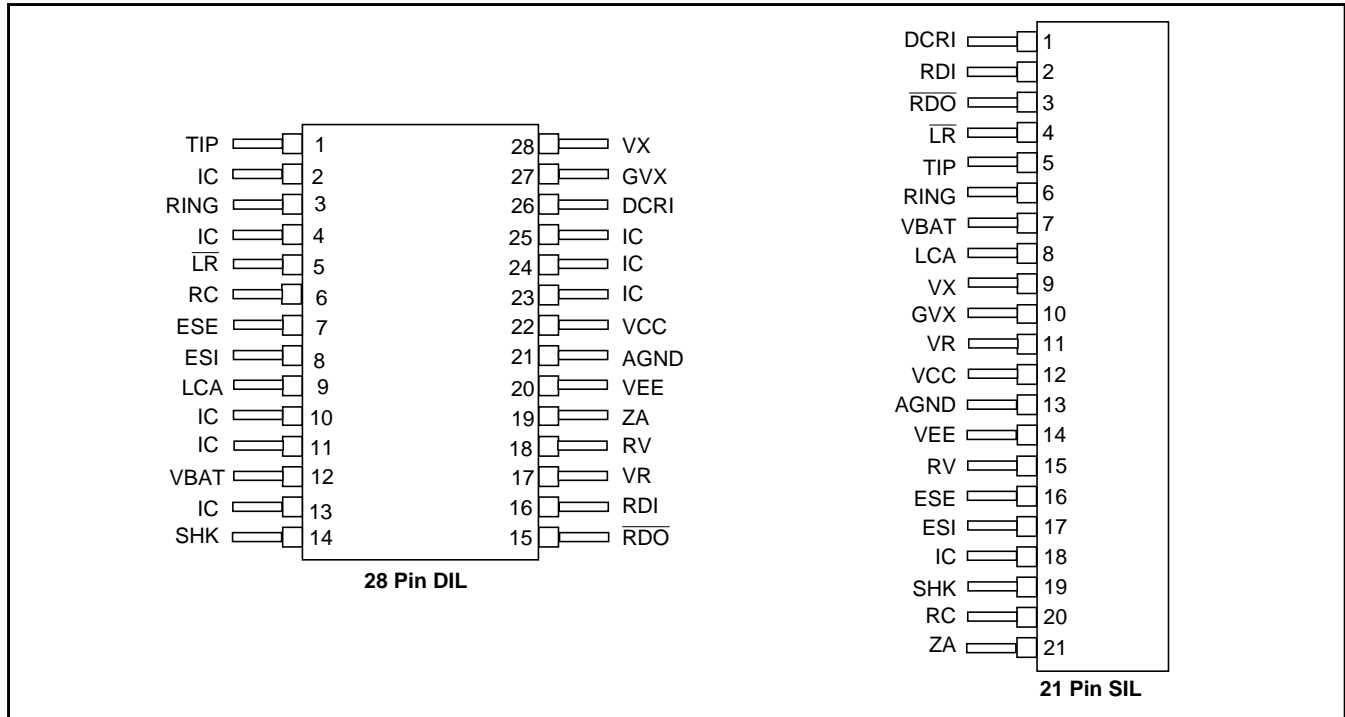 TIP 1 28 VX
IC 2 27 GVX
RING 3 26 DCRI
IC 4 25 IC
L̅R̅ 5 24 IC
RC 6 23 IC
ESE 7 22 VCC
ESI 8 21 AGND
LCA 9 20 VEE
IC 10 19 ZA
IC 11 18 RV
VBAT 12 17 VR
IC 13 16 RDI
SHK 14 15 R̅D̅O̅
28 Pin DIL
DCRI 1
RDI 2
R̅D̅O̅ 3
L̅R̅ 4
TIP 5
RING 6
VBAT 7
LCA 8
VX 9
GVX 10
VR 11
VCC 12
AGND 13
VEE 14
RV 15
ESE 16
ESI 17
IC 18
SHK 19
RC 20
ZA 21
21 Pin SIL